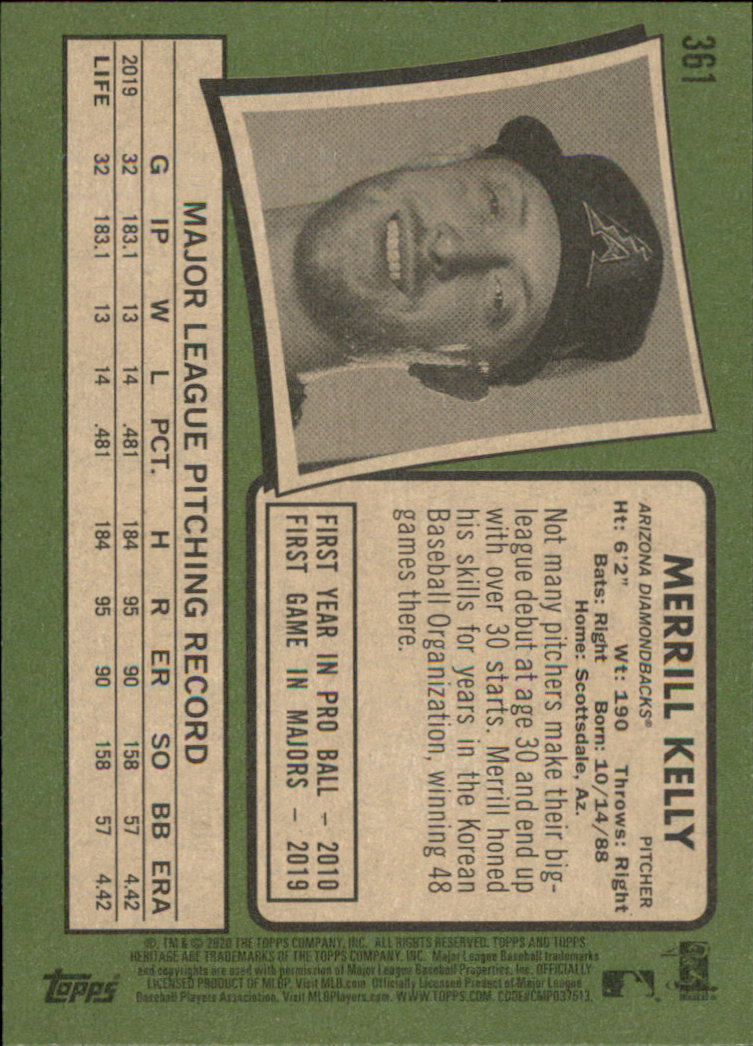 361
MERRILL KELLY
ARIZONA DIAMONDBACKS® PITCHER
Ht: 6'2" Wt: 190 Throws: Right
Bats: Right Born: 10/14/88
Home: Scottsdale, Az.
Not many pitchers make their big-
league debut at age 30 and end up
with over 30 starts. Merrill honed
his skills for years in the Korean
Baseball Organization, winning 48
games there.
FIRST YEAR IN PRO BALL – 2010
FIRST GAME IN MAJORS – 2019
MAJOR LEAGUE PITCHING RECORD
G IP W L PCT. H R ER SO BB ERA
2019 32 183.1 13 14 .481 184 95 90 158 57 4.42
LIFE 32 183.1 13 14 .481 184 95 90 158 57 4.42
®, TM & © 2020 THE TOPPS COMPANY, INC. ALL RIGHTS RESERVED. TOPPS AND TOPPS
HERITAGE ARE TRADEMARKS OF THE TOPPS COMPANY, INC. Major League Baseball trademarks
and copyrights are used with permission of Major League Baseball Properties, Inc. OFFICIALLY
LICENSED PRODUCT OF MLBP. Visit MLB.com. Officially Licensed Product of Major League
Baseball Players Association. Visit MLBPlayers.com. WWW.TOPPS.COM. CODE#CMP037513.
topps